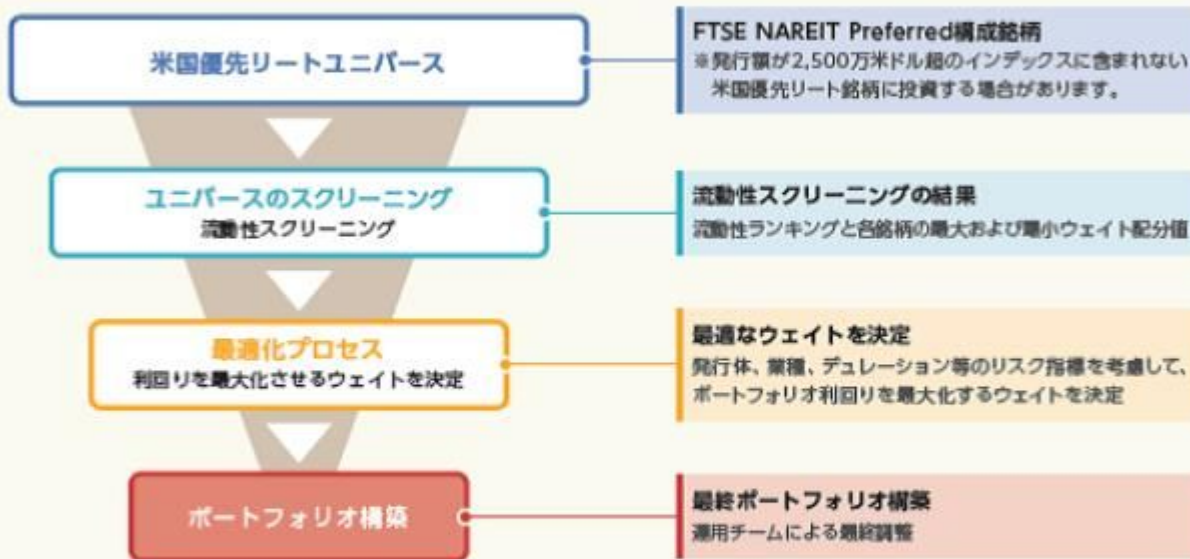 米国優先リートユニバース
FTSE NAREIT Preferred構成銘柄
※発行額が2,500万米ドル超のインデックスに含まれない
米国優先リート銘柄に投資する場合があります。
ユニバースのスクリーニング
流動性スクリーニング
流動性スクリーニングの結果
流動性ランキングと各銘柄の最大および最小ウェイト配分値
最適化プロセス
利回りを最大化させるウェイトを決定
最適なウェイトを決定
発行体、業種、デュレーション等のリスク指標を考慮して、
ポートフォリオ利回りを最大化するウェイトを決定
ポートフォリオ構築
最終ポートフォリオ構築
運用チームによる最終調整